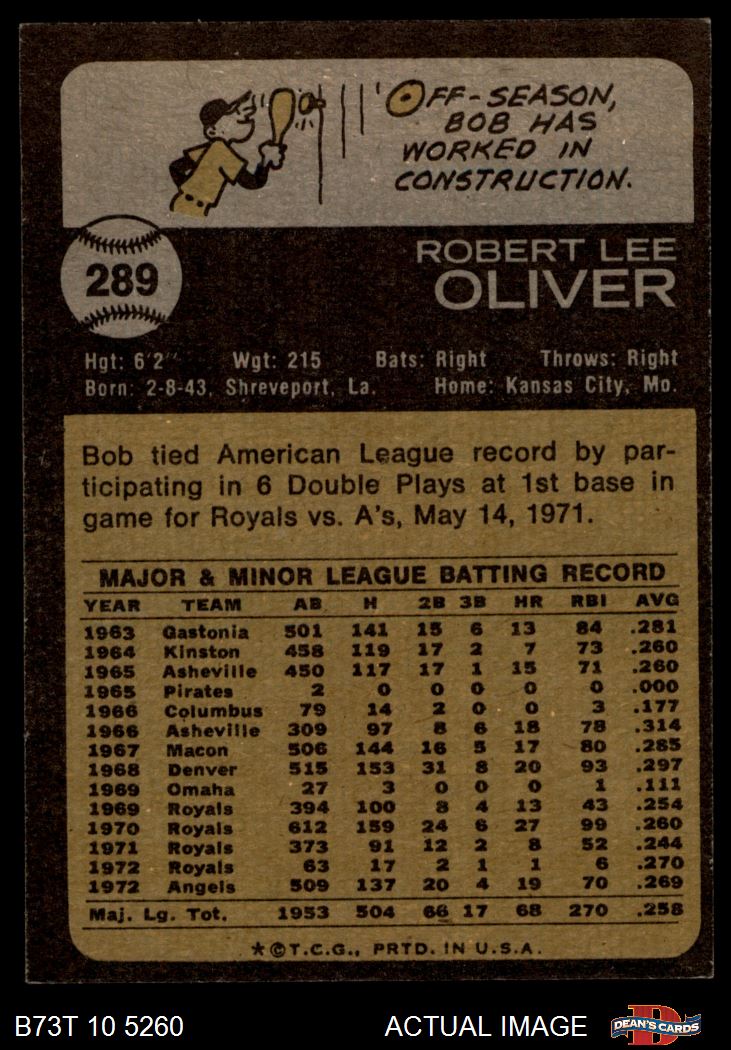 OFF-SEASON,
BOB HAS
WORKED IN
CONSTRUCTION.
289
ROBERT LEE
OLIVER
Hgt: 6'2" Wgt: 215 Bats: Right Throws: Right
Born: 2-8-43, Shreveport, La. Home: Kansas City, Mo.
Bob tied American League record by par-
ticipating in 6 Double Plays at 1st base in
game for Royals vs. A's, May 14, 1971.
MAJOR & MINOR LEAGUE BATTING RECORD
YEAR TEAM AB H 2B 3B HR RBI AVG
1963 Gastonia 501 141 15 6 13 84 .281
1964 Kinston 458 119 17 2 7 73 .260
1965 Asheville 450 117 17 1 15 71 .260
1965 Pirates 2 0 0 0 0 0 .000
1966 Columbus 79 14 2 0 0 3 .177
1966 Asheville 309 97 8 6 18 78 .314
1967 Macon 506 144 16 5 17 80 .285
1968 Denver 515 153 31 8 20 93 .297
1969 Omaha 27 3 0 0 0 1 .111
1969 Royals 394 100 8 4 13 43 .254
1970 Royals 612 159 24 6 27 99 .260
1971 Royals 373 91 12 2 8 52 .244
1972 Royals 63 17 2 1 1 6 .270
1972 Angels 509 137 20 4 19 70 .269
Maj. Lg. Tot. 1953 504 66 17 68 270 .258
★©T.C.G., PRTD. IN U.S.A.
B73T 10 5260 ACTUAL IMAGE DEAN'S CARDS